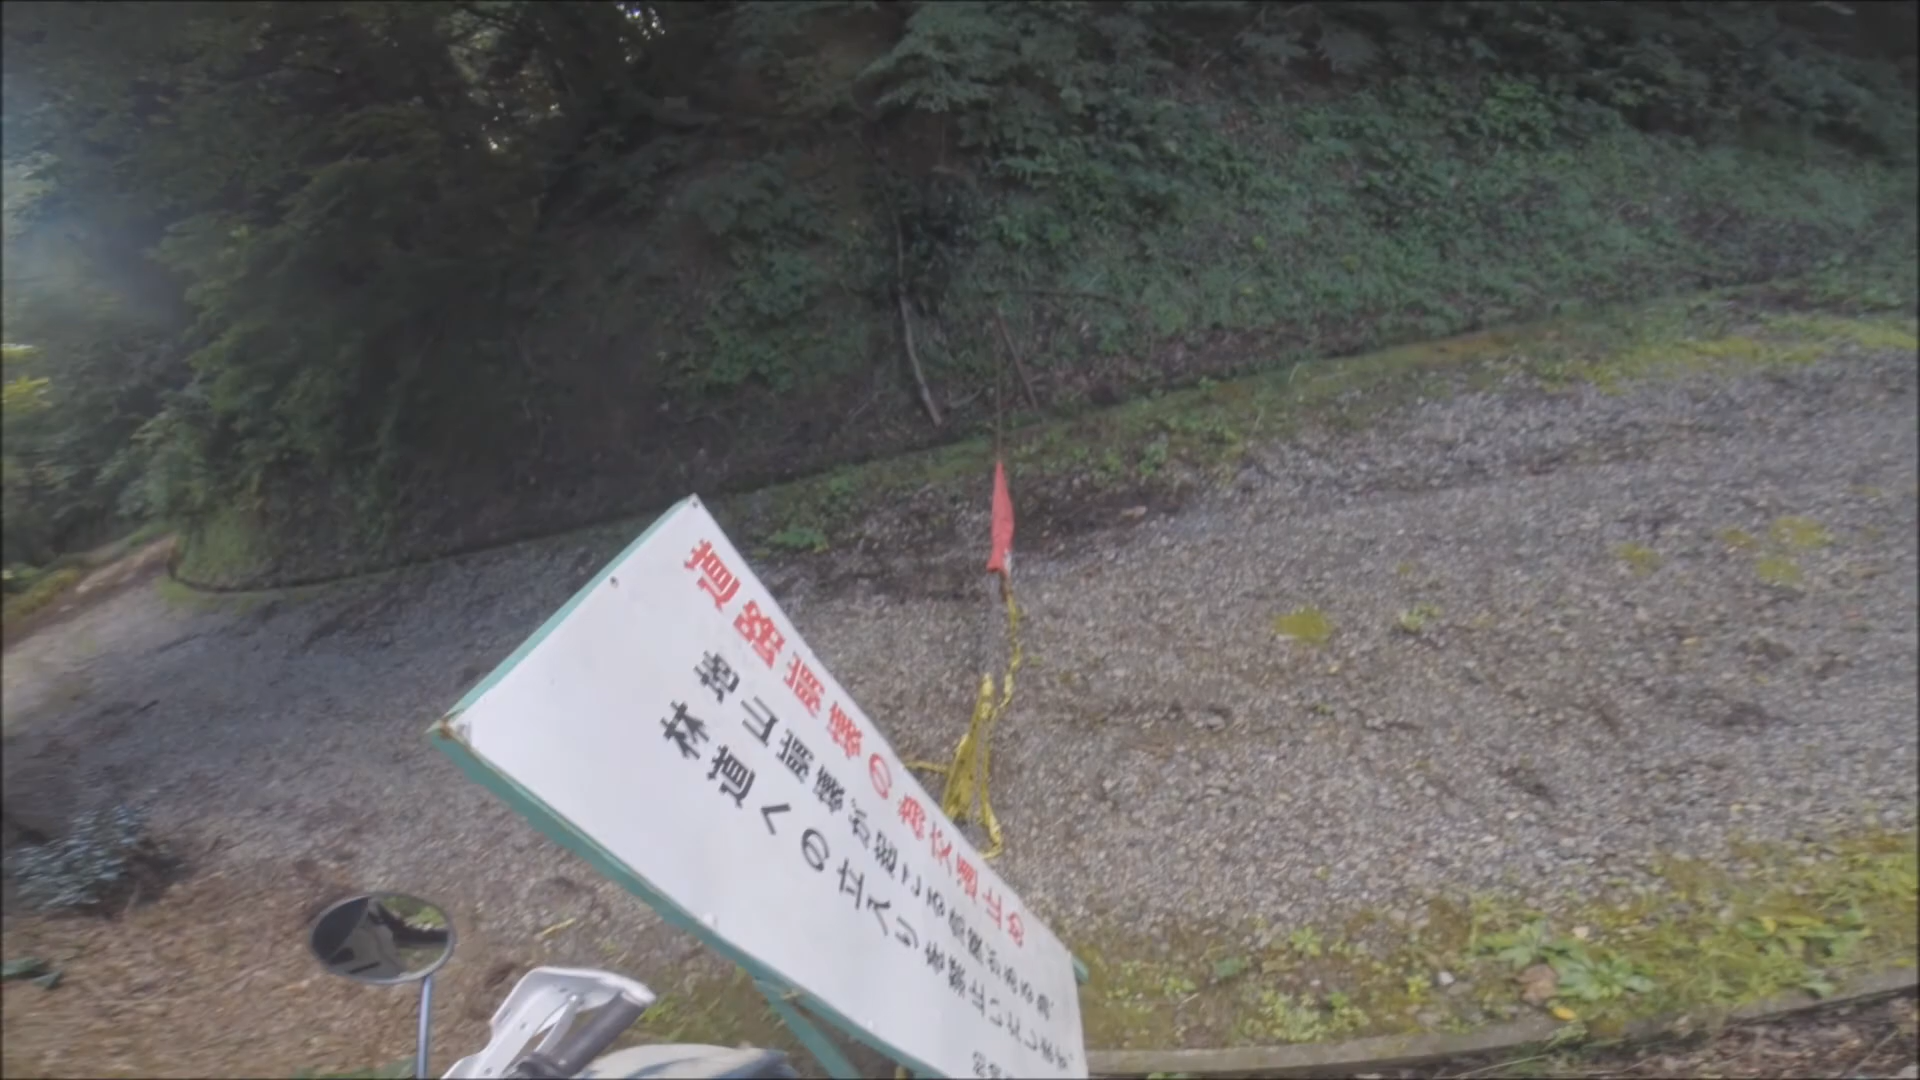 道路崩壊の為交通止め
地山崩壊が起こる危険がある為、
林道への立入りを禁止いたします。